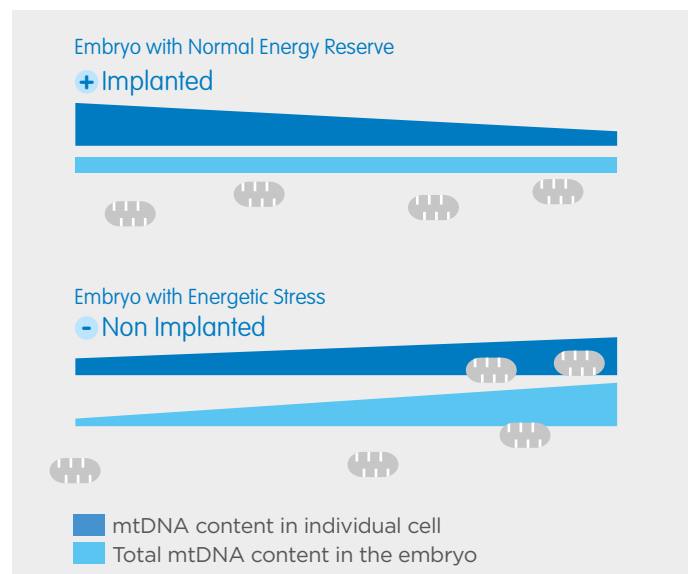 Embryo with Normal Energy Reserve
+ Implanted
Embryo with Energetic Stress
- Non Implanted
mtDNA content in individual cell
Total mtDNA content in the embryo